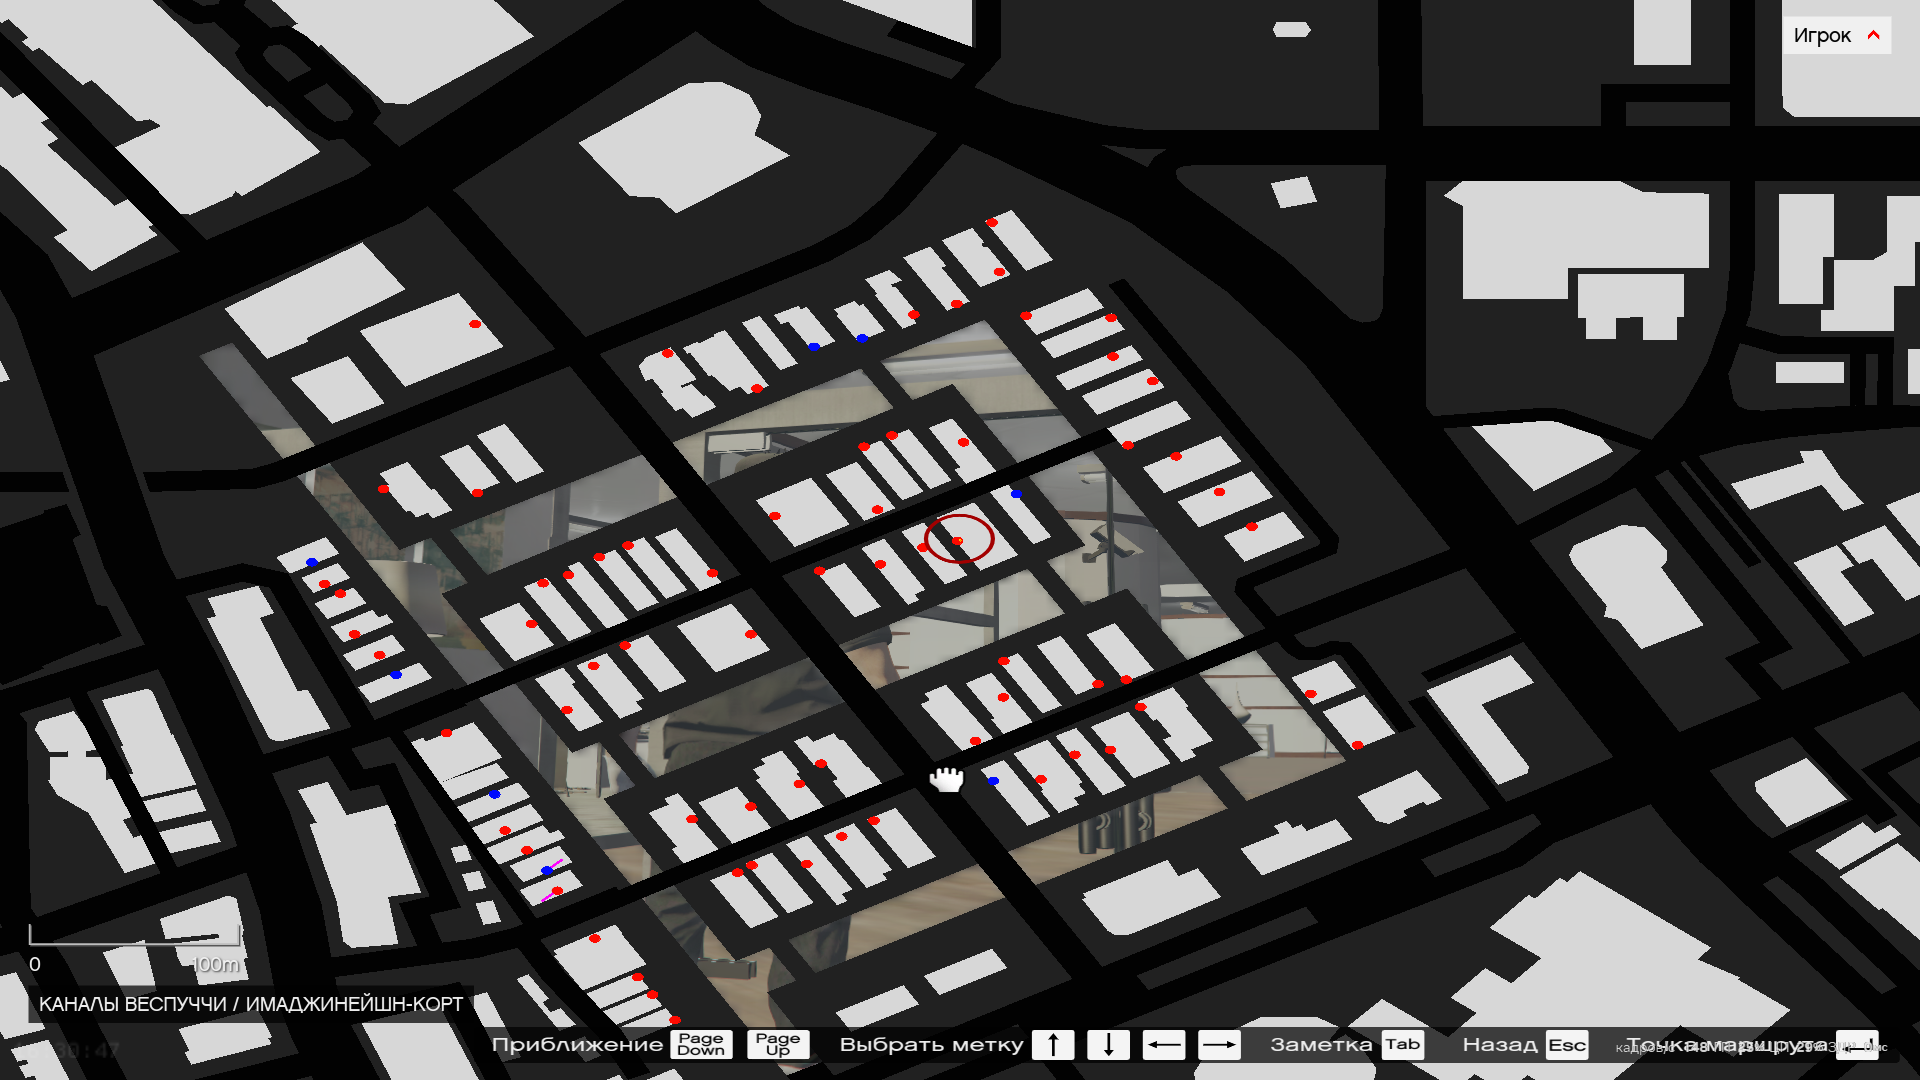 Игрок
0
100m
КАНАЛЫ ВЕСПУЧЧИ / ИМАДЖИНЕЙШН-КОРТ
Приближение Page Down Page Up Выбрать метку ↑ ↓ ← → Заметка Tab Назад Esc Точка маршрута